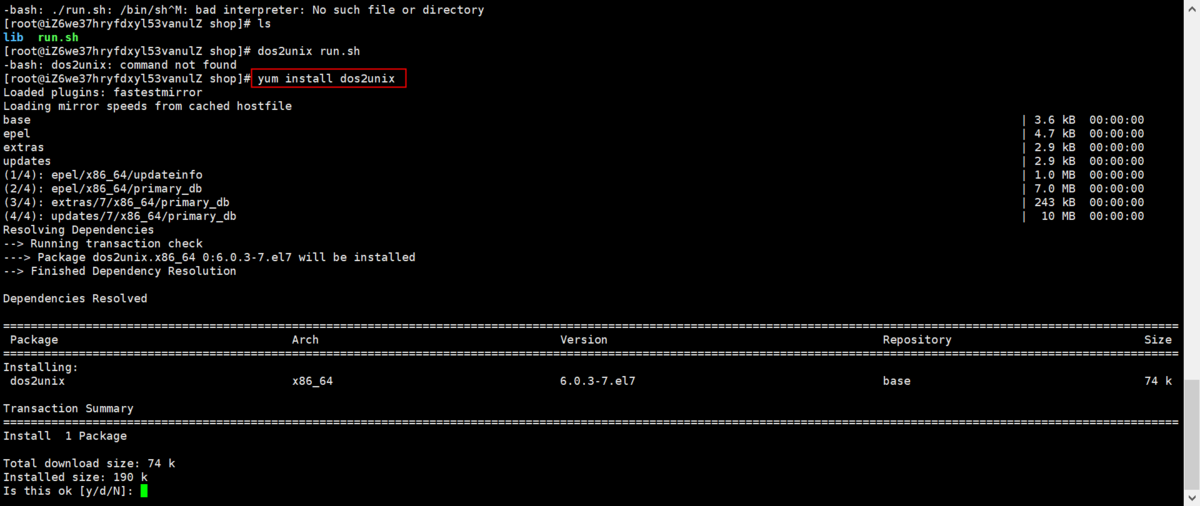 -bash: ./run.sh: /bin/sh^M: bad interpreter: No such file or directory
[root@iZ6we37hryfdxyl53vanulZ shop]# ls
lib  run.sh
[root@iZ6we37hryfdxyl53vanulZ shop]# dos2unix run.sh
-bash: dos2unix: command not found
[root@iZ6we37hryfdxyl53vanulZ shop]# yum install dos2unix
Loaded plugins: fastestmirror
Loading mirror speeds from cached hostfile
base | 3.6 kB  00:00:00
epel | 4.7 kB  00:00:00
extras | 2.9 kB  00:00:00
updates | 2.9 kB  00:00:00
(1/4): epel/x86_64/updateinfo | 1.0 MB  00:00:00
(2/4): epel/x86_64/primary_db | 7.0 MB  00:00:00
(3/4): extras/7/x86_64/primary_db | 243 kB  00:00:00
(4/4): updates/7/x86_64/primary_db |  10 MB  00:00:00
Resolving Dependencies
--> Running transaction check
---> Package dos2unix.x86_64 0:6.0.3-7.el7 will be installed
--> Finished Dependency Resolution
Dependencies Resolved
Package  Arch  Version  Repository  Size
Installing:
dos2unix  x86_64  6.0.3-7.el7  base  74 k
Transaction Summary
Install  1 Package
Total download size: 74 k
Installed size: 190 k
Is this ok [y/d/N]: